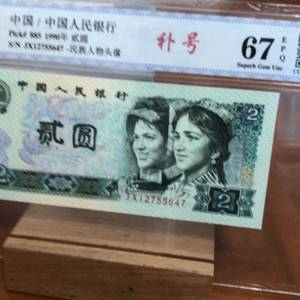 中国 / 中国人民银行
Pick# 885 1990年 贰圆
S/N JX12755647 -民族人物头像
补号
67
EPQ
Superb Gem Unc
中国人民银行
2
贰圆
JX12755647
2
2